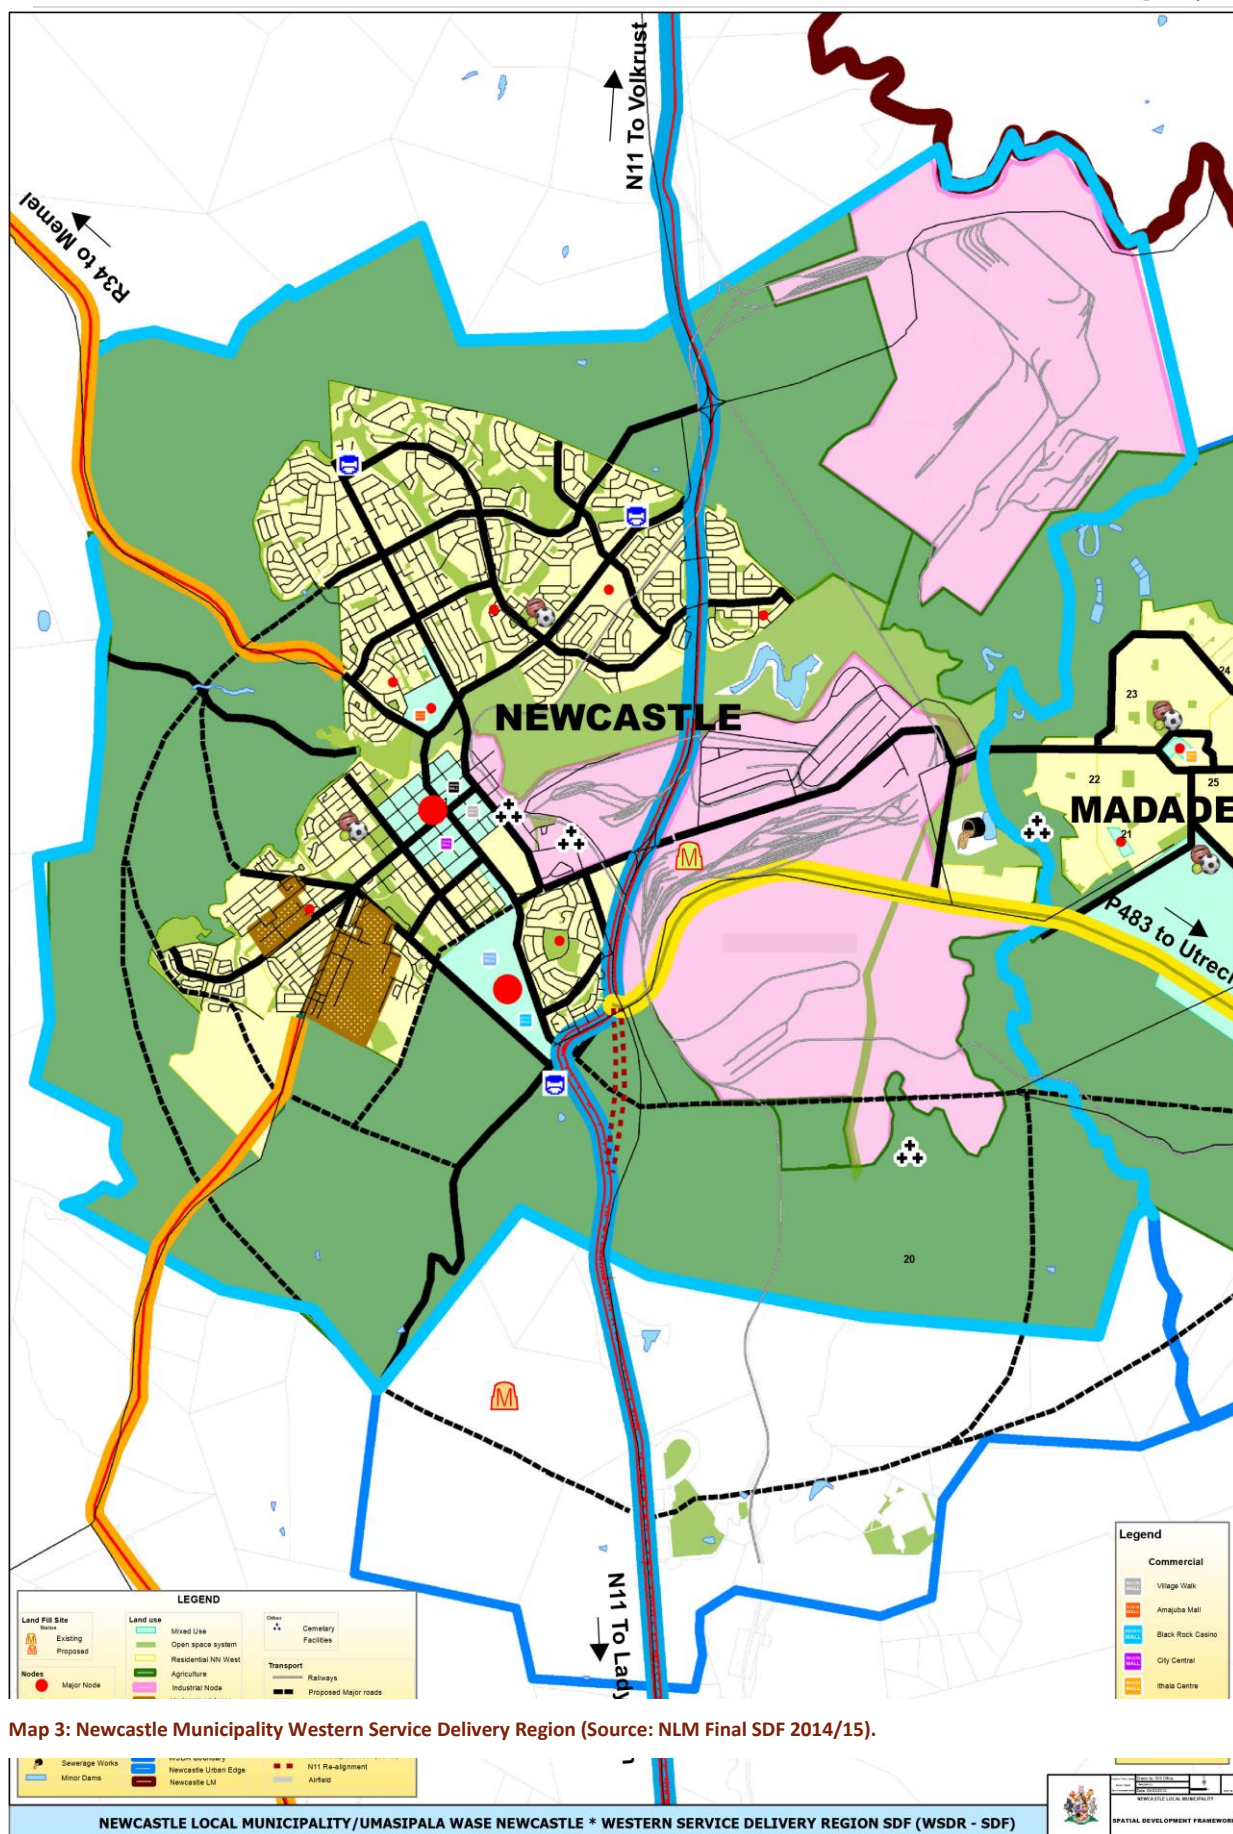 N11 To Volkrust
R34 to Memel
NEWCASTLE
24
23
22
25
MADADE
21
P483 to Utrech
20
N11 To Lady
LEGEND
Land Fill Site
Status
Existing
Proposed
Nodes
Major Node
Land use
Mixed Use
Open space system
Residential NN West
Agriculture
Industrial Node
Other
Cemetary
Facilities
Transport
Railways
Proposed Major roads
Legend
Commercial
Village Walk
Amajuba Mall
Black Rock Casino
City Central
Ithala Centre
Map 3: Newcastle Municipality Western Service Delivery Region (Source: NLM Final SDF 2014/15).
Sewerage Works
Minor Dams
WSDR Boundary
Newcastle Urban Edge
Newcastle LM
N11 Re-alignment
Airfield
NEWCASTLE LOCAL MUNICIPALITY/UMASIPALA WASE NEWCASTLE * WESTERN SERVICE DELIVERY REGION SDF (WSDR - SDF)
NEWCASTLE LOCAL MUNICIPALITY
SPATIAL DEVELOPMENT FRAMEWORK